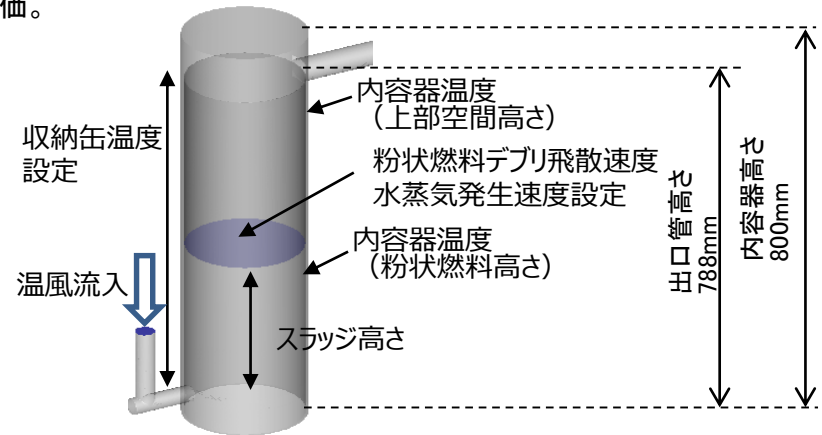 価。
内容器温度
（上部空間高さ）
収納缶温度
設定
粉状燃料デブリ飛散速度
水蒸気発生速度設定
内容器温度
（粉状燃料高さ）
温風流入
スラッジ高さ
出口管高さ
788mm
内容器高さ
800mm